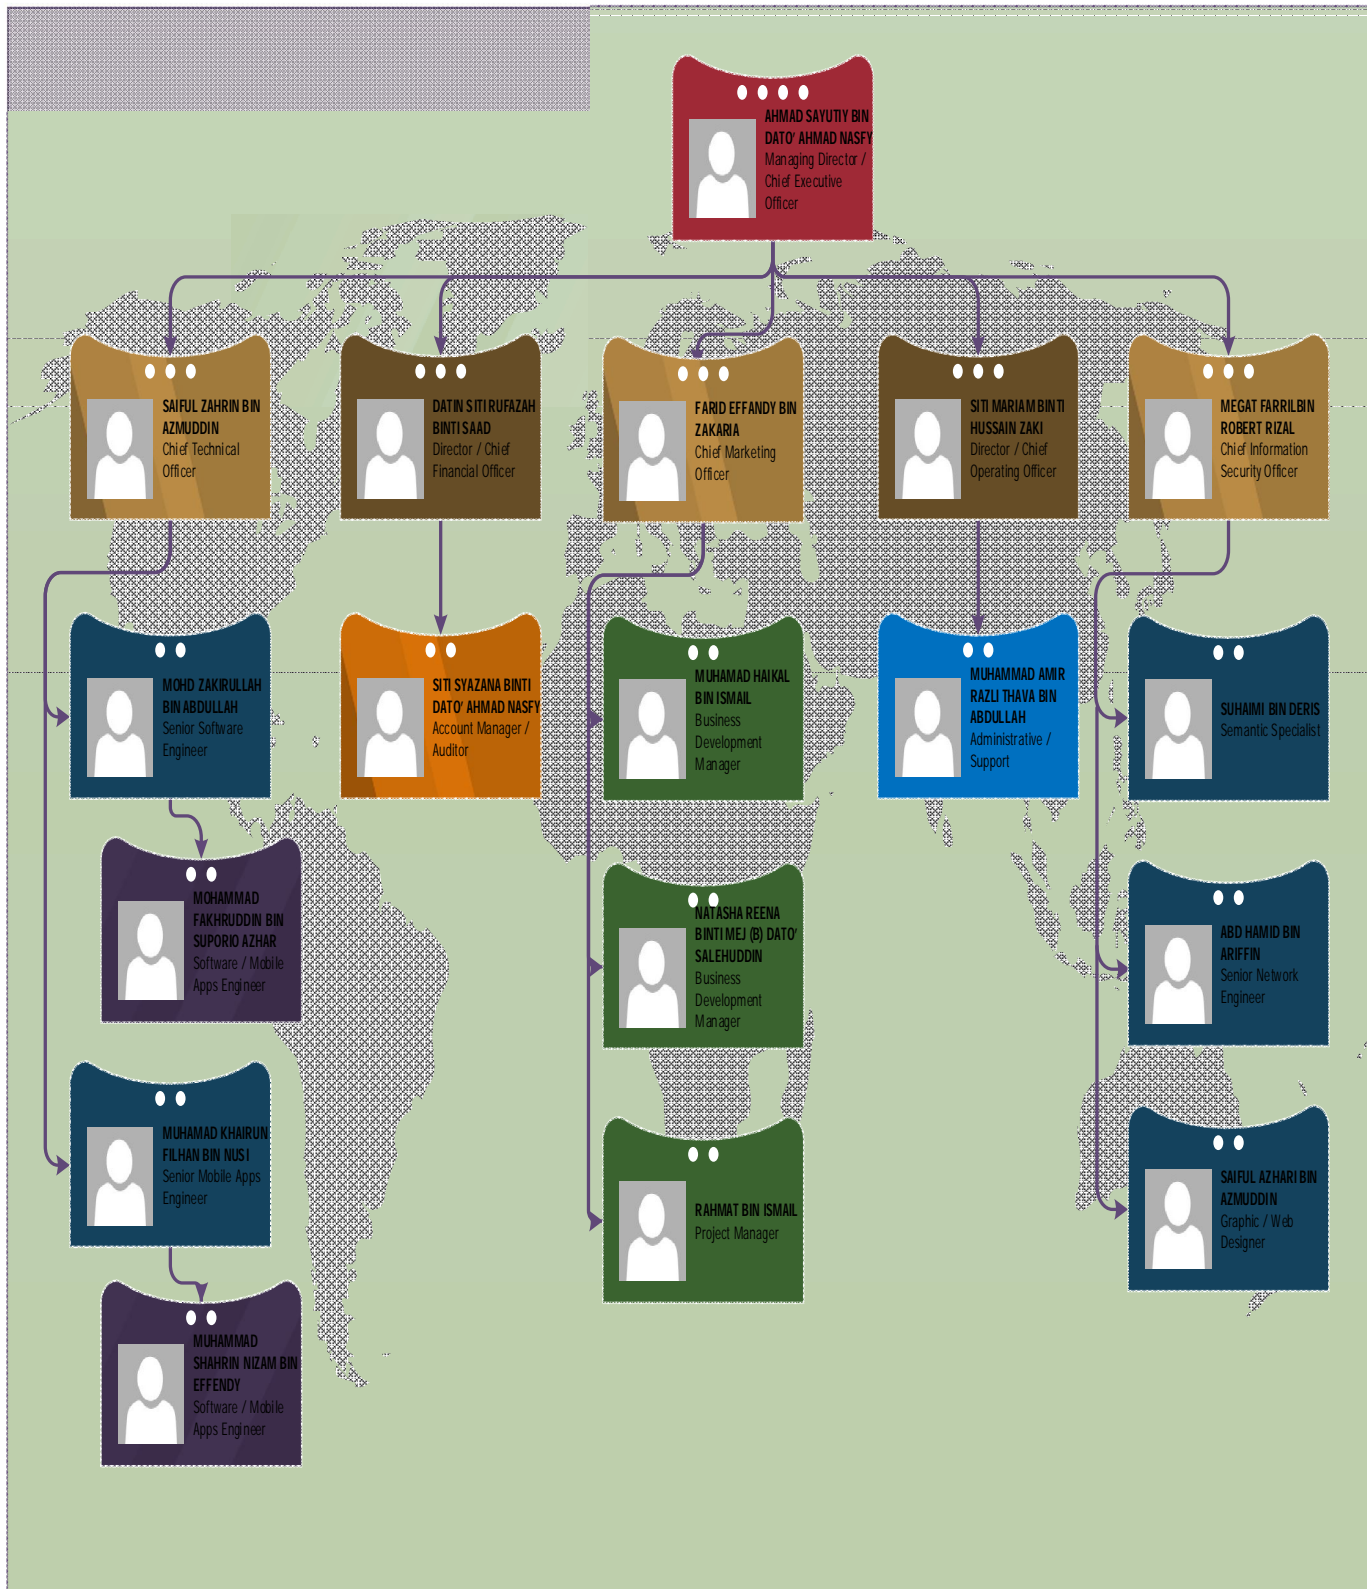 AHMAD SAYUTIY BIN
DATO' AHMAD NASFY
Managing Director /
Chief Executive
Officer
SAIFUL ZAHRIN BIN
AZMUDDIN
Chief Technical
Officer
DATIN SITI RUFAZAH
BINTI SAAD
Director / Chief
Financial Officer
FARID EFFANDY BIN
ZAKARIA
Chief Marketing
Officer
SITI MARIAM BINTI
HUSSAIN ZAKI
Director / Chief
Operating Officer
MEGAT FARRILBIN
ROBERT RIZAL
Chief Information
Security Officer
MOHD ZAKIRULLAH
BIN ABDULLAH
Senior Software
Engineer
SITI SYAZANA BINTI
DATO' AHMAD NASFY
Account Manager /
Auditor
MUHAMAD HAIKAL
BIN ISMAIL
Business
Development
Manager
MUHAMMAD AMIR
RAZLI THAVA BIN
ABDULLAH
Administrative /
Support
SUHAIMI BIN DERIS
Semantic Specialist
MOHAMMAD
FAKHRUDDIN BIN
SUPORIO AZHAR
Software / Mobile
Apps Engineer
NATASHA REENA
BINTI MEJ (B) DATO'
SALEHUDDIN
Business
Development
Manager
ABD HAMID BIN
ARIFFIN
Senior Network
Engineer
MUHAMAD KHAIRUN
FILHAN BIN NUSI
Senior Mobile Apps
Engineer
RAHMAT BIN ISMAIL
Project Manager
SAIFUL AZHARI BIN
AZMUDDIN
Graphic / Web
Designer
MUHAMMAD
SHAHRIN NIZAM BIN
EFFENDY
Software / Mobile
Apps Engineer